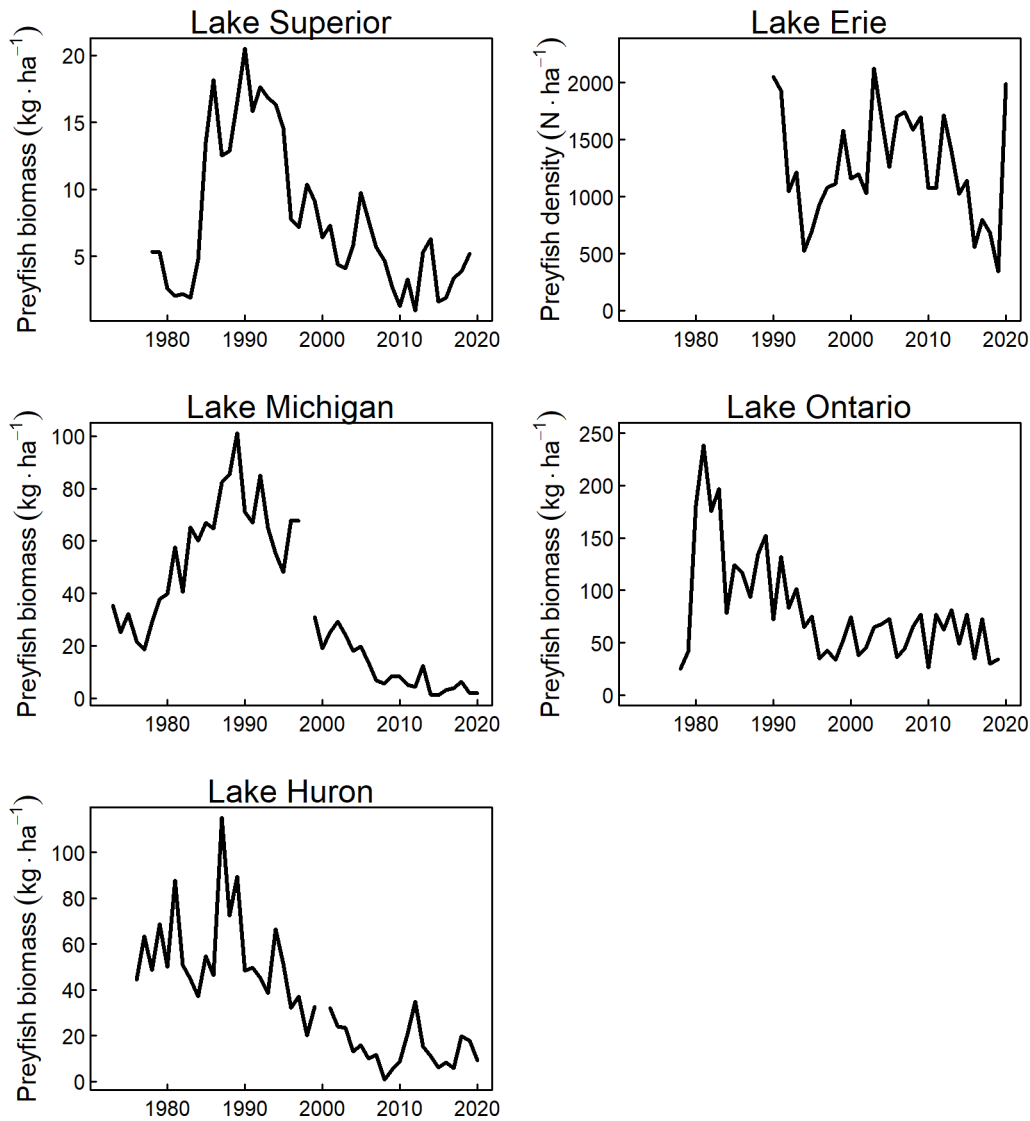 Lake Superior
Preyfish biomass (kg · ha⁻¹)
20
15
10
5
1980 1990 2000 2010 2020
Lake Erie
Preyfish density (N · ha⁻¹)
2000
1500
1000
500
0
1980 1990 2000 2010 2020
Lake Michigan
Preyfish biomass (kg · ha⁻¹)
100
80
60
40
20
0
1980 1990 2000 2010 2020
Lake Ontario
Preyfish biomass (kg · ha⁻¹)
250
200
150
100
50
0
1980 1990 2000 2010 2020
Lake Huron
Preyfish biomass (kg · ha⁻¹)
100
80
60
40
20
0
1980 1990 2000 2010 2020